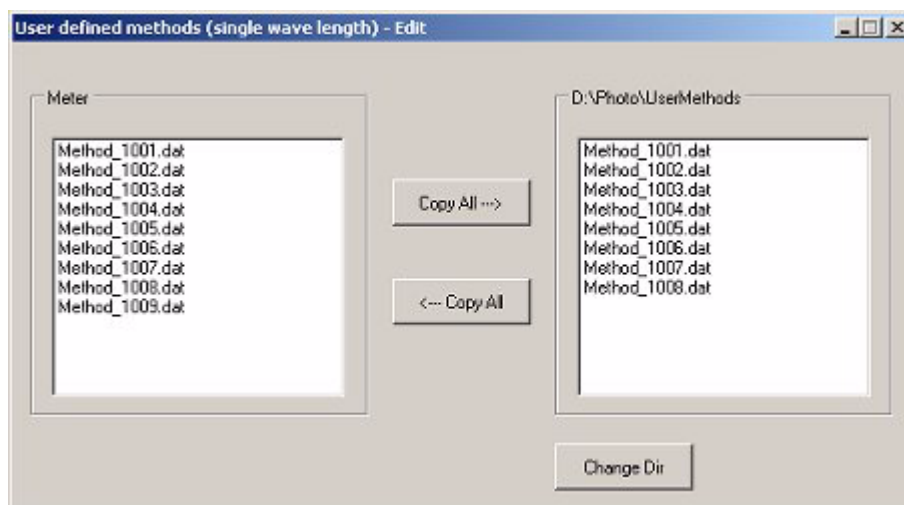 User defined methods (single wave length) - Edit
Meter
Method_1001.dat
Method_1002.dat
Method_1003.dat
Method_1004.dat
Method_1005.dat
Method_1006.dat
Method_1007.dat
Method_1008.dat
Method_1009.dat
Copy All --->
<--- Copy All
D:\Photo\UserMethods
Method_1001.dat
Method_1002.dat
Method_1003.dat
Method_1004.dat
Method_1005.dat
Method_1006.dat
Method_1007.dat
Method_1008.dat
Change Dir